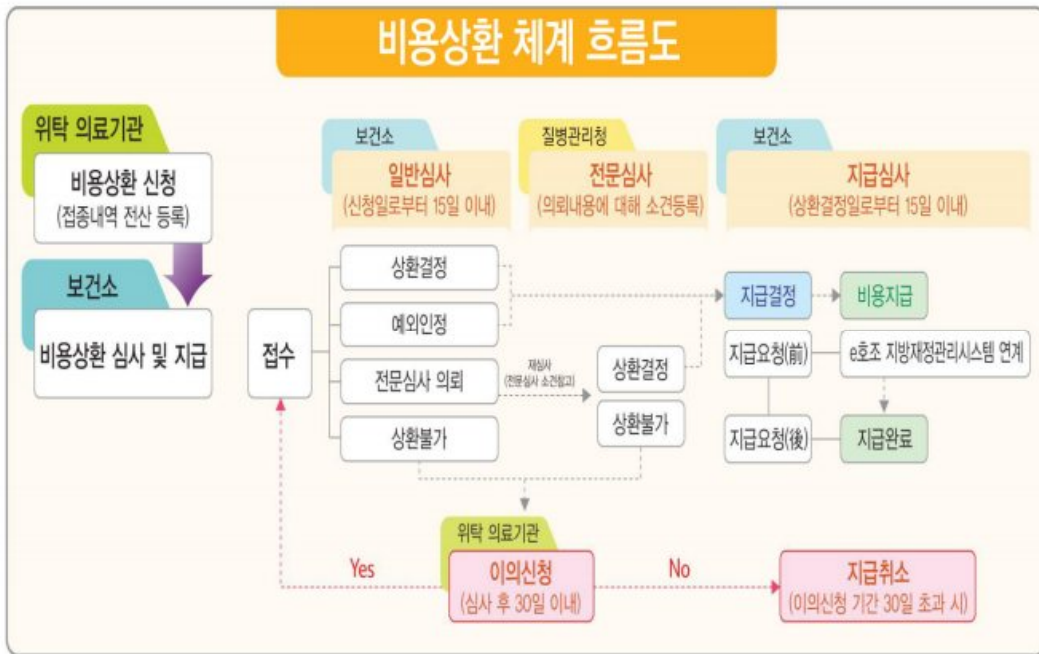 비용상환 체계 흐름도
위탁 의료기관
비용상환 신청
(접종내역 전산 등록)
보건소
비용상환 심사 및 지급
보건소
일반심사
(신청일로부터 15일 이내)
질병관리청
전문심사
(의뢰내용에 대해 소견등록)
보건소
지급심사
(상환결정일로부터 15일 이내)
접수
상환결정
예외인정
전문심사 의뢰
상환불가
재심사
(전문심사 소견참고)
상환결정
상환불가
지급결정
비용지급
지급요청(前)
e호조 지방재정관리시스템 연계
지급요청(後)
지급완료
위탁 의료기관
이의신청
(심사 후 30일 이내)
Yes
No
지급취소
(이의신청 기간 30일 초과 시)